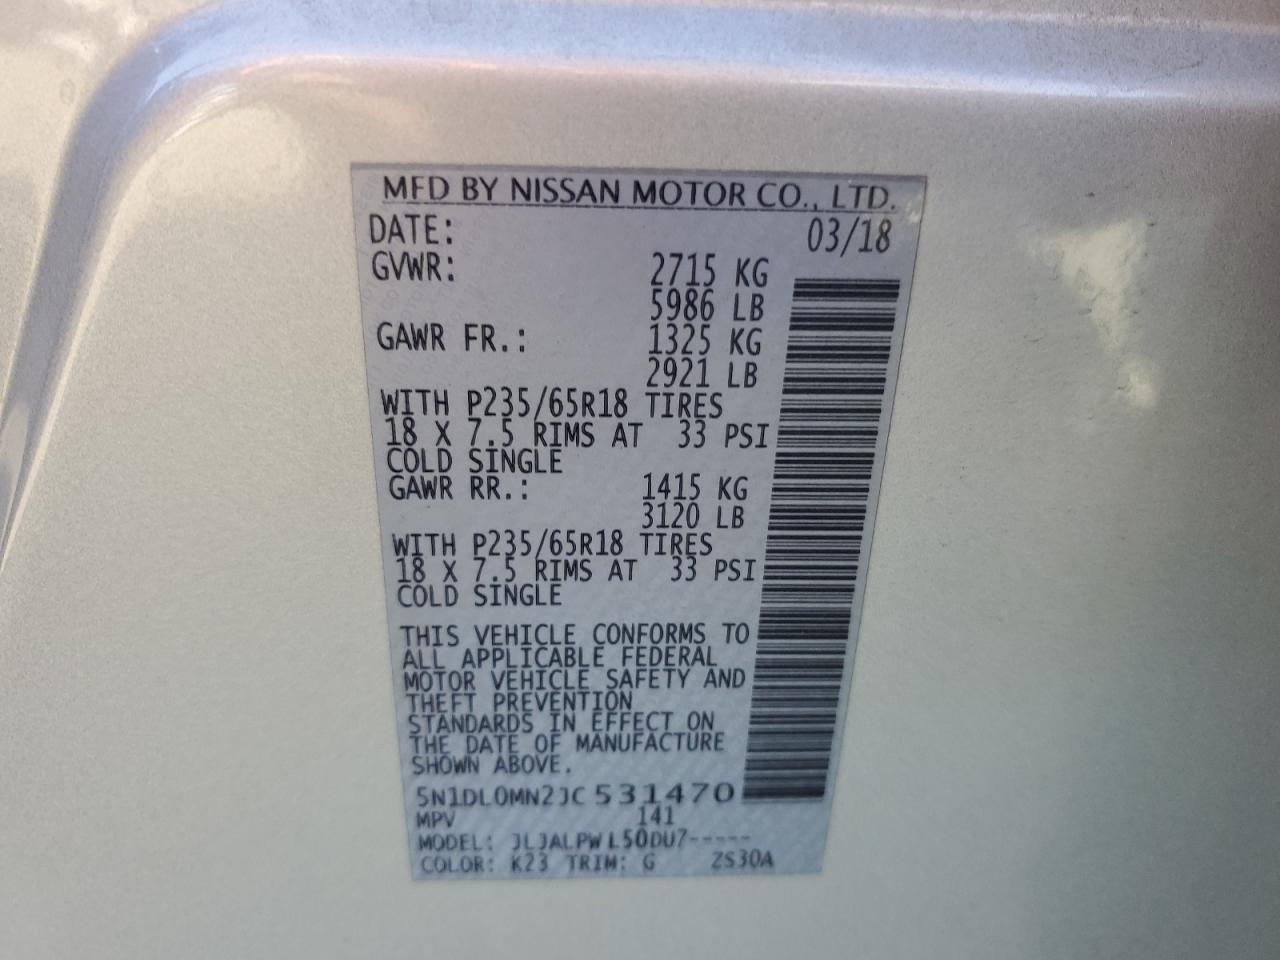 MFD BY NISSAN MOTOR CO., LTD.
DATE: 03/18
GVWR: 2715 KG
5986 LB
GAWR FR.: 1325 KG
2921 LB
WITH P235/65R18 TIRES
18 X 7.5 RIMS AT 33 PSI
COLD SINGLE
GAWR RR.: 1415 KG
3120 LB
WITH P235/65R18 TIRES
18 X 7.5 RIMS AT 33 PSI
COLD SINGLE
THIS VEHICLE CONFORMS TO
ALL APPLICABLE FEDERAL
MOTOR VEHICLE SAFETY AND
THEFT PREVENTION
STANDARDS IN EFFECT ON
THE DATE OF MANUFACTURE
SHOWN ABOVE.
5N1DL0MN2JC531470
MPV 141
MODEL: JLJALPWL50DU7-----
COLOR: K23 TRIM: G ZS30A